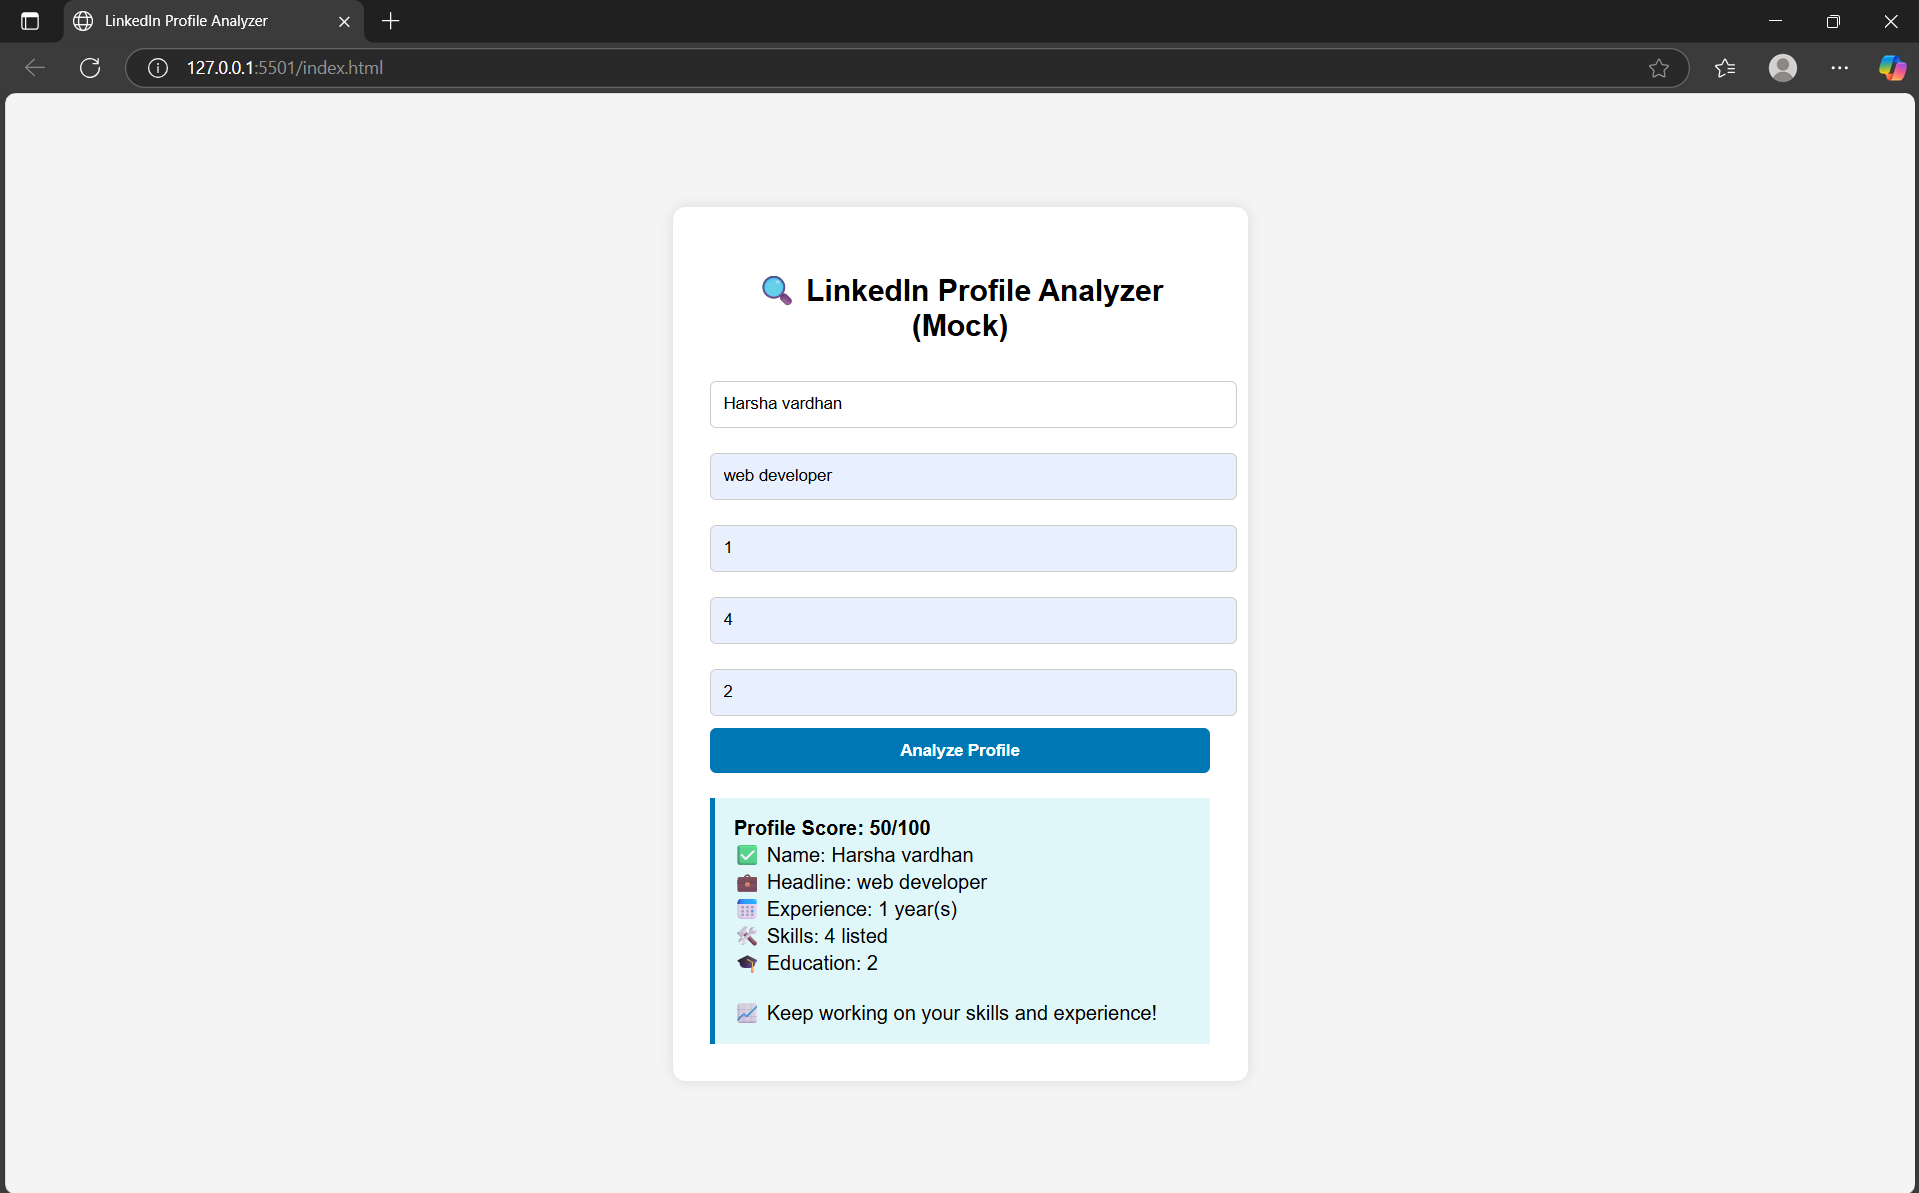 LinkedIn Profile Analyzer
127.0.0.1:5501/index.html
🔍 LinkedIn Profile Analyzer
(Mock)
Harsha vardhan
web developer
1
4
2
Analyze Profile
Profile Score: 50/100
✅ Name: Harsha vardhan
💼 Headline: web developer
📅 Experience: 1 year(s)
🛠 Skills: 4 listed
🎓 Education: 2
📈 Keep working on your skills and experience!